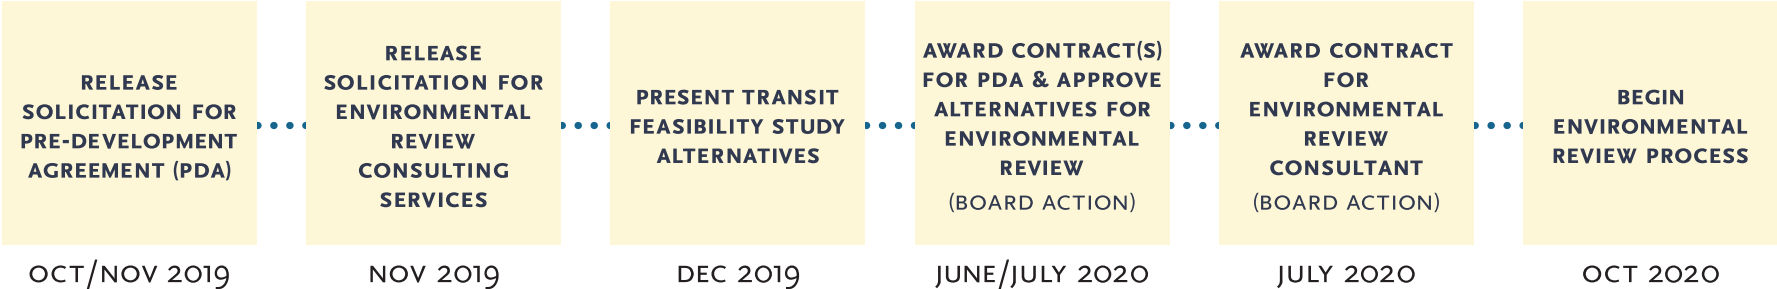 RELEASE
SOLICITATION FOR
PRE-DEVELOPMENT
AGREEMENT (PDA)
OCT/NOV 2019
RELEASE
SOLICITATION FOR
ENVIRONMENTAL
REVIEW
CONSULTING
SERVICES
NOV 2019
PRESENT TRANSIT
FEASIBILITY STUDY
ALTERNATIVES
DEC 2019
AWARD CONTRACT(S)
FOR PDA & APPROVE
ALTERNATIVES FOR
ENVIRONMENTAL
REVIEW
(BOARD ACTION)
JUNE/JULY 2020
AWARD CONTRACT
FOR
ENVIRONMENTAL
REVIEW
CONSULTANT
(BOARD ACTION)
JULY 2020
BEGIN
ENVIRONMENTAL
REVIEW PROCESS
OCT 2020